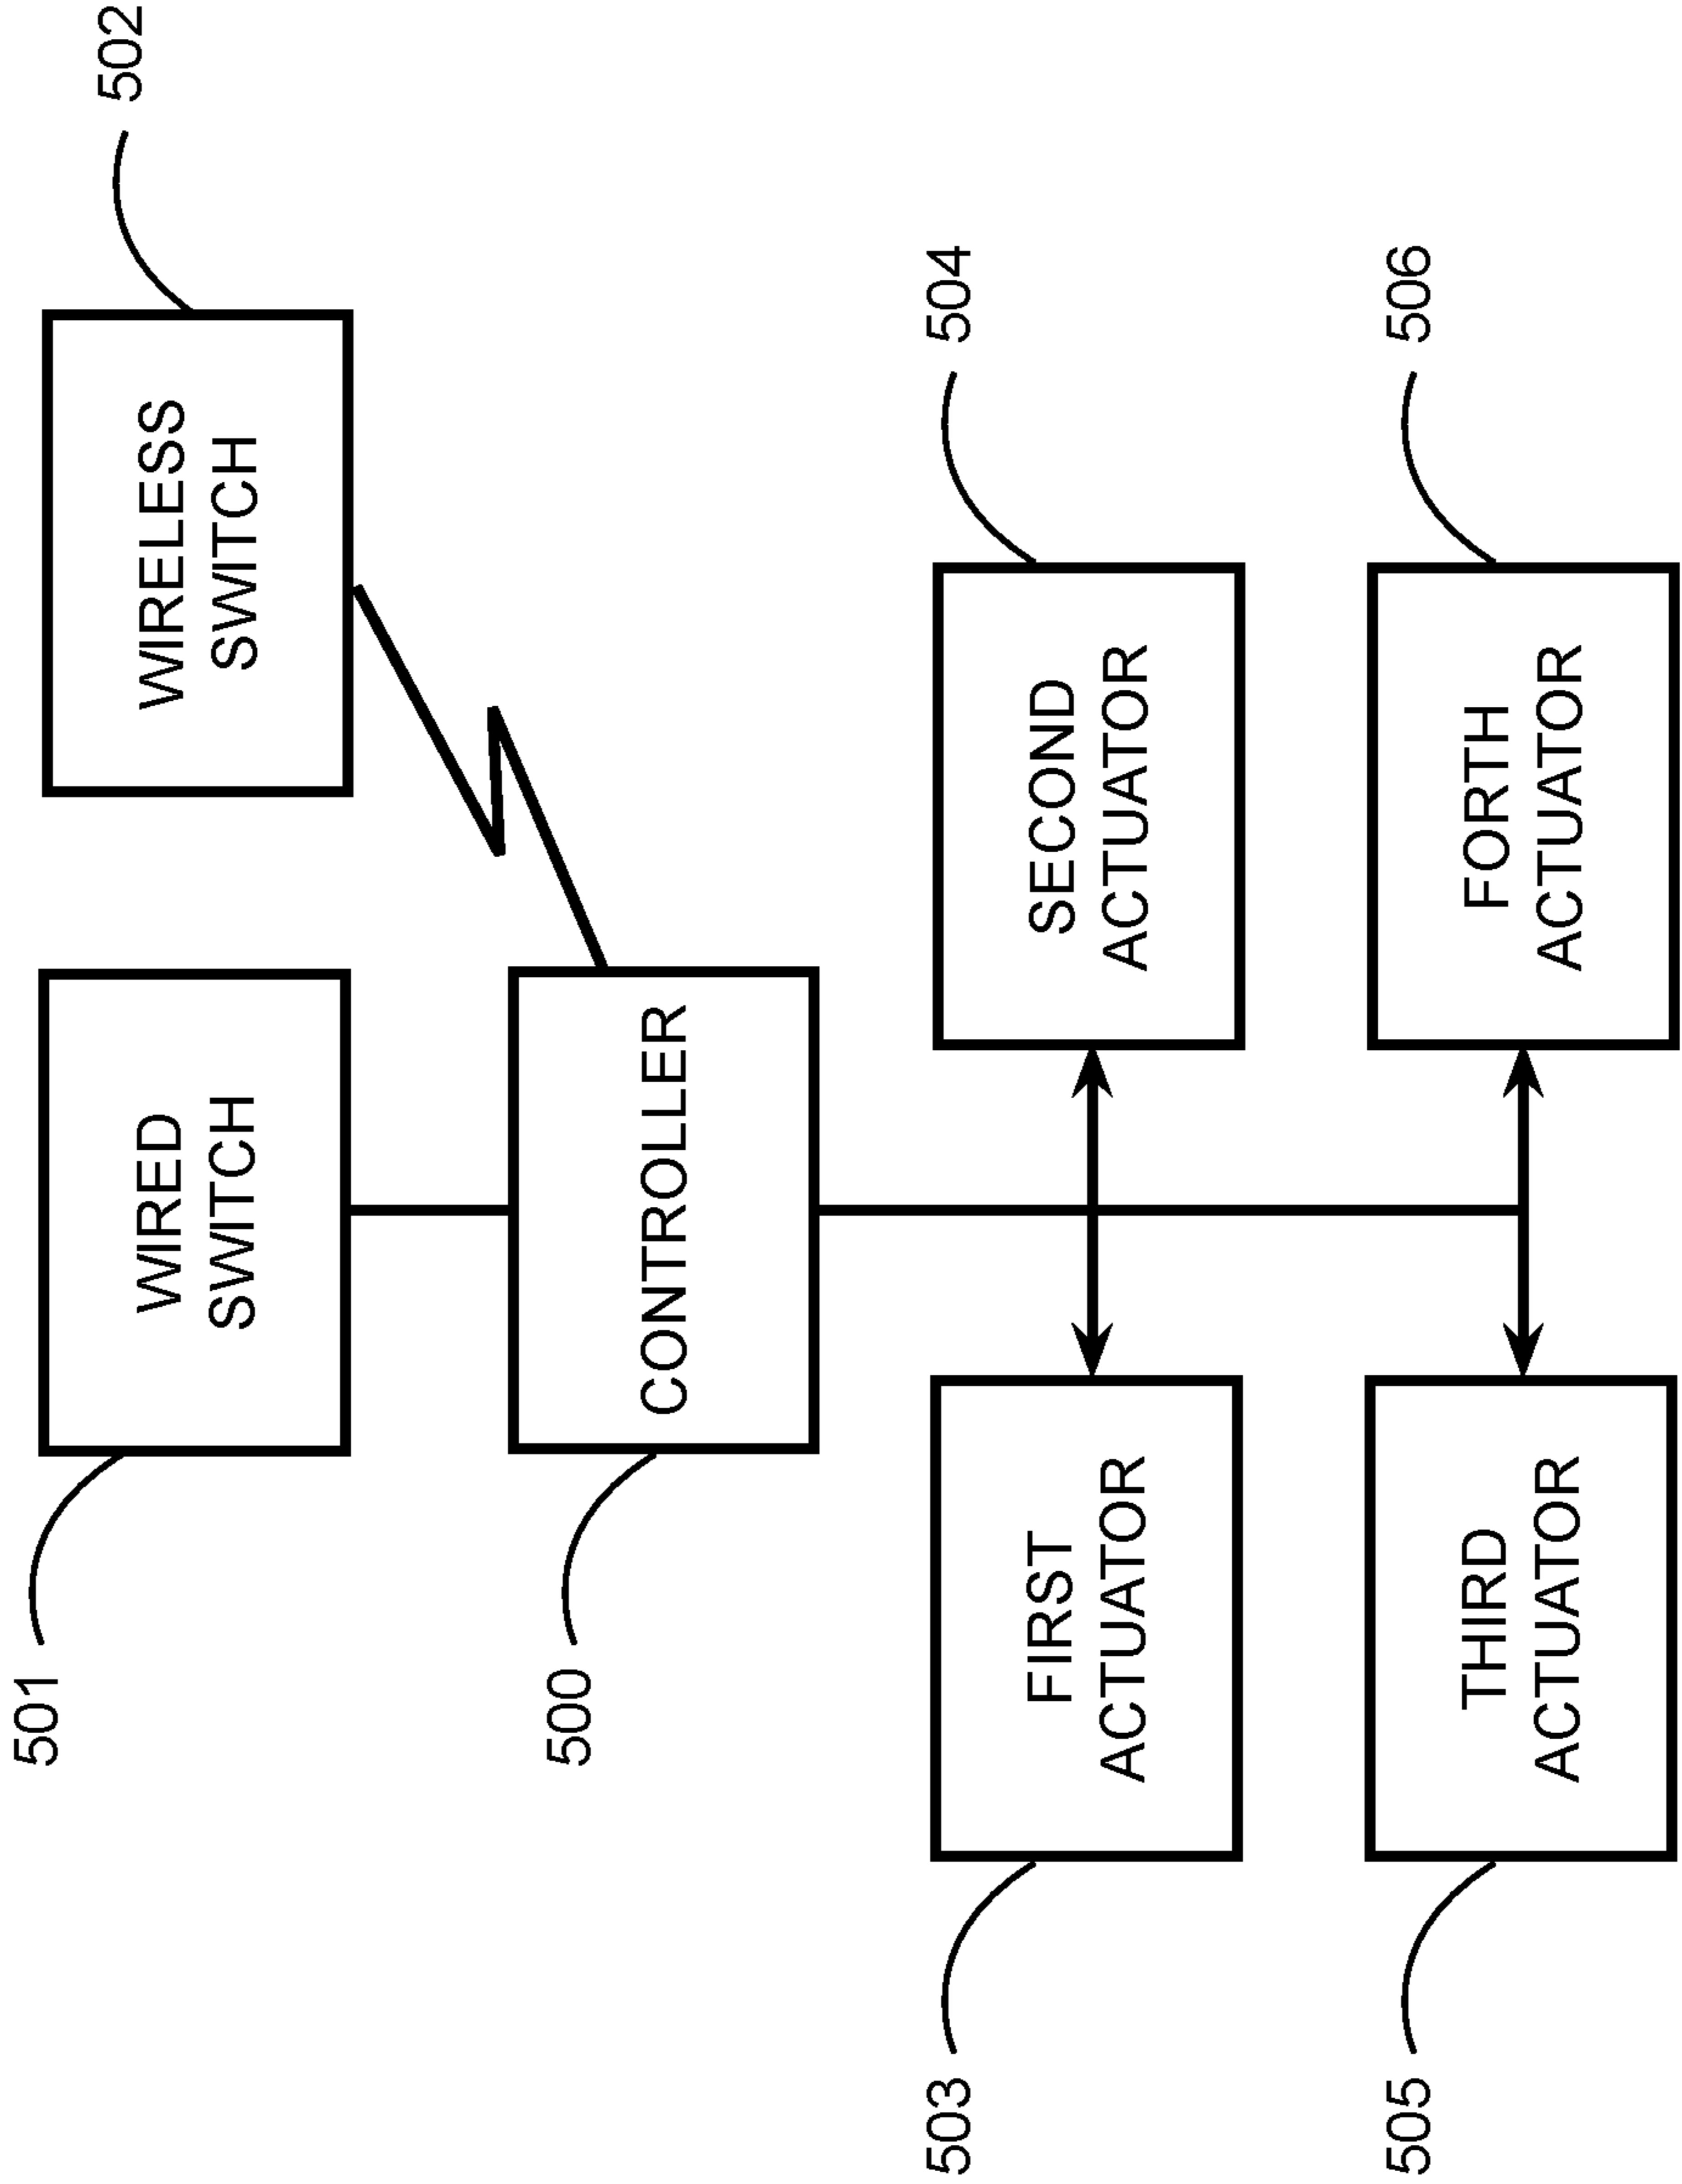 502
WIRED
SWITCH
WIRELESS
SWITCH
501
CONTROLLER
500
504
FIRST
ACTUATOR
SECOND
ACTUATOR
503
506
THIRD
ACTUATOR
FORTH
ACTUATOR
505